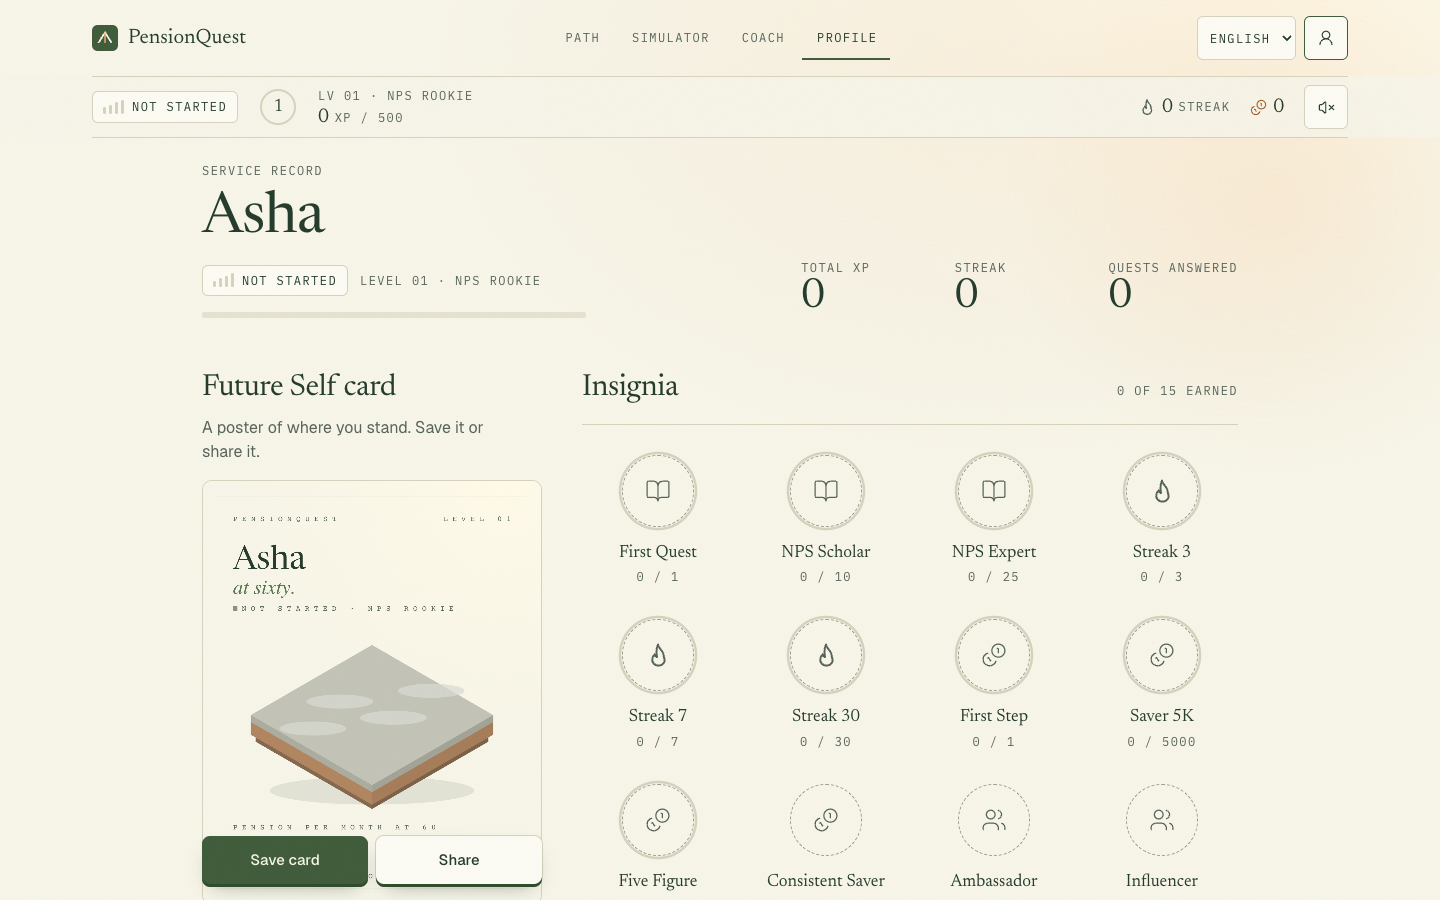 PensionQuest
PATH SIMULATOR COACH PROFILE
ENGLISH
NOT STARTED
1
LV 01 · NPS ROOKIE
0 XP / 500
0 STREAK
0
SERVICE RECORD
Asha
NOT STARTED
LEVEL 01 · NPS ROOKIE
TOTAL XP
0
STREAK
0
QUESTS ANSWERED
0
Future Self card
A poster of where you stand. Save it or
share it.
PENSIONQUEST
LEVEL 01
Asha
at sixty.
NOT STARTED · NPS ROOKIE
PENSION PER MONTH AT 60
Save card
Share
Insignia
0 OF 15 EARNED
First Quest
0 / 1
NPS Scholar
0 / 10
NPS Expert
0 / 25
Streak 3
0 / 3
Streak 7
0 / 7
Streak 30
0 / 30
First Step
0 / 1
Saver 5K
0 / 5000
Five Figure
Consistent Saver
Ambassador
Influencer